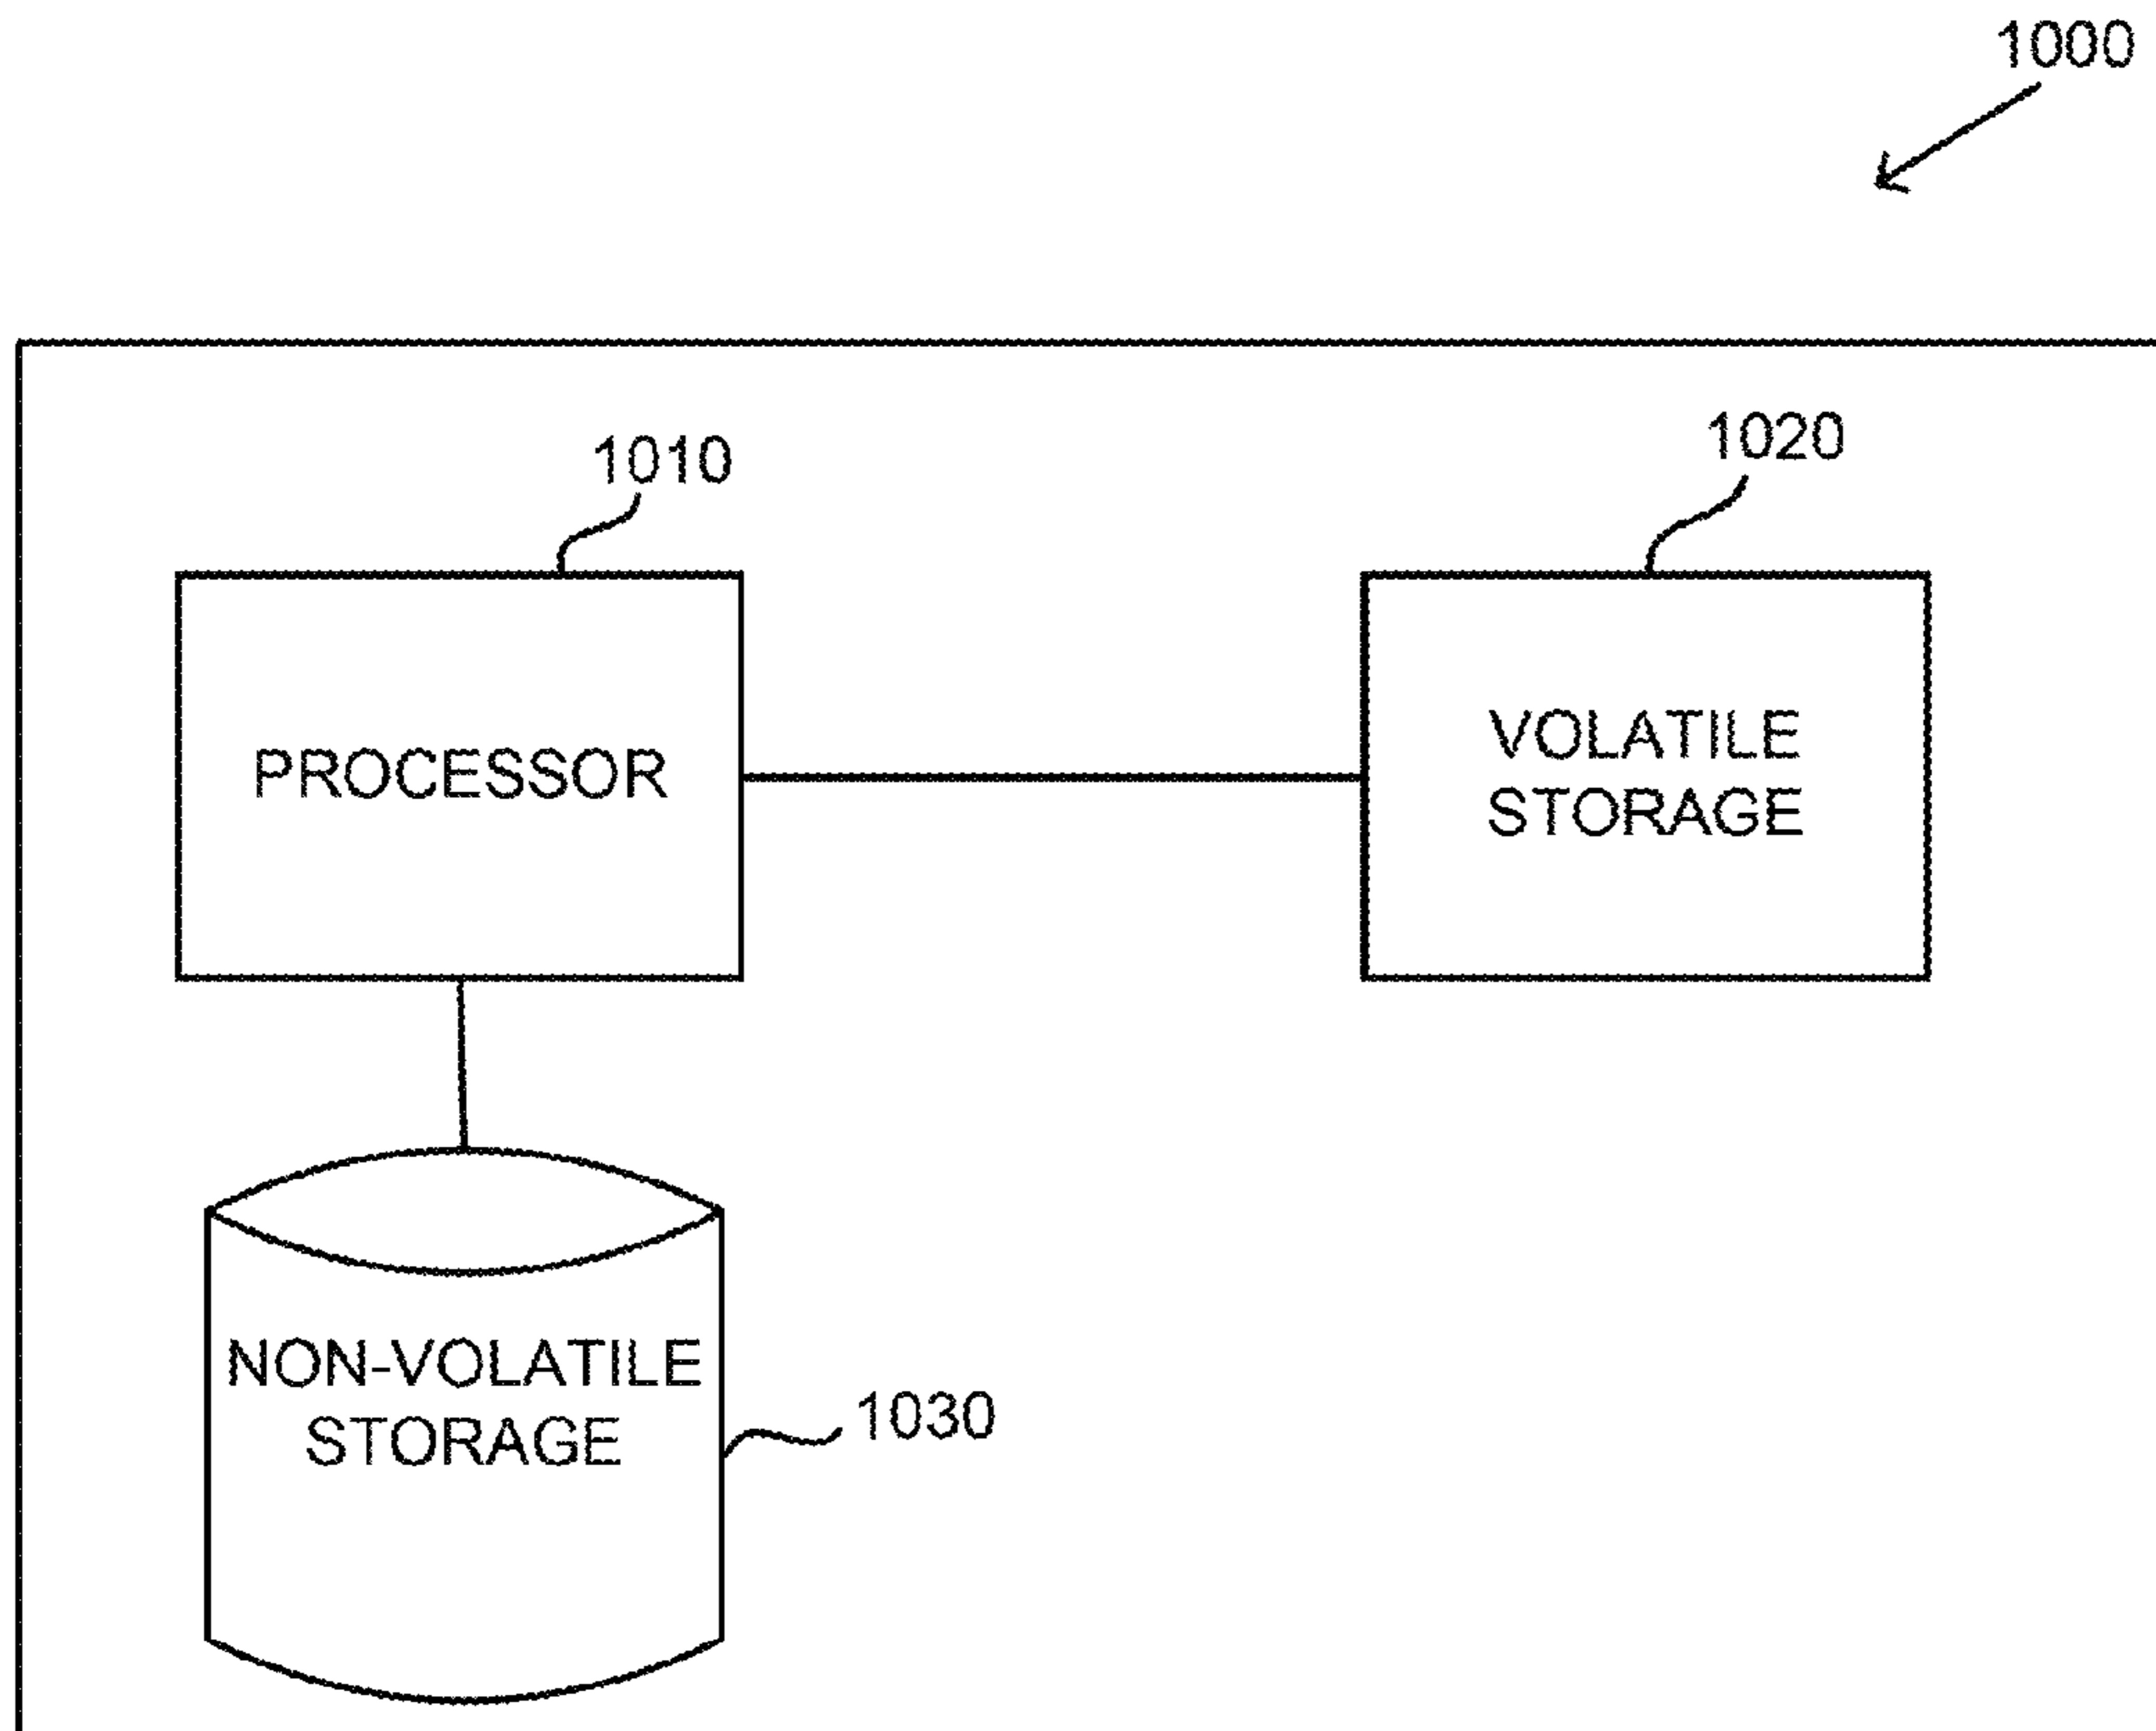 1000
1010
1020
PROCESSOR
VOLATILE
STORAGE
NON-VOLATILE
STORAGE
1030